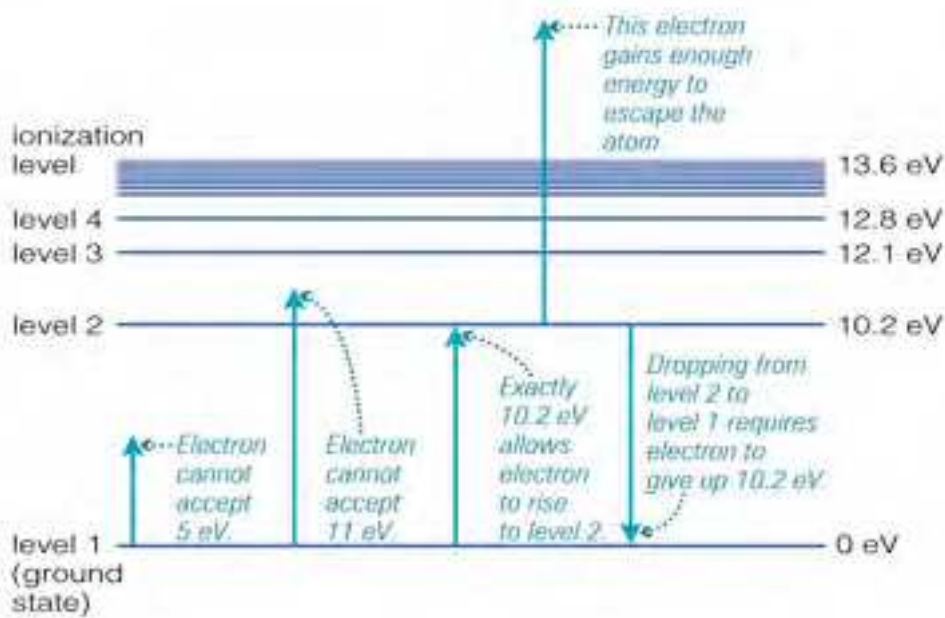 This electron
gains enough
energy to
escape the
atom
ionization
level
13.6 eV
level 4
12.8 eV
level 3
12.1 eV
level 2
10.2 eV
Electron
cannot
accept
5 eV.
Electron
cannot
accept
11 eV.
Exactly
10.2 eV
allows
electron
to rise
to level 2.
Dropping from
level 2 to
level 1 requires
electron to
give up 10.2 eV.
level 1
(ground
state)
0 eV